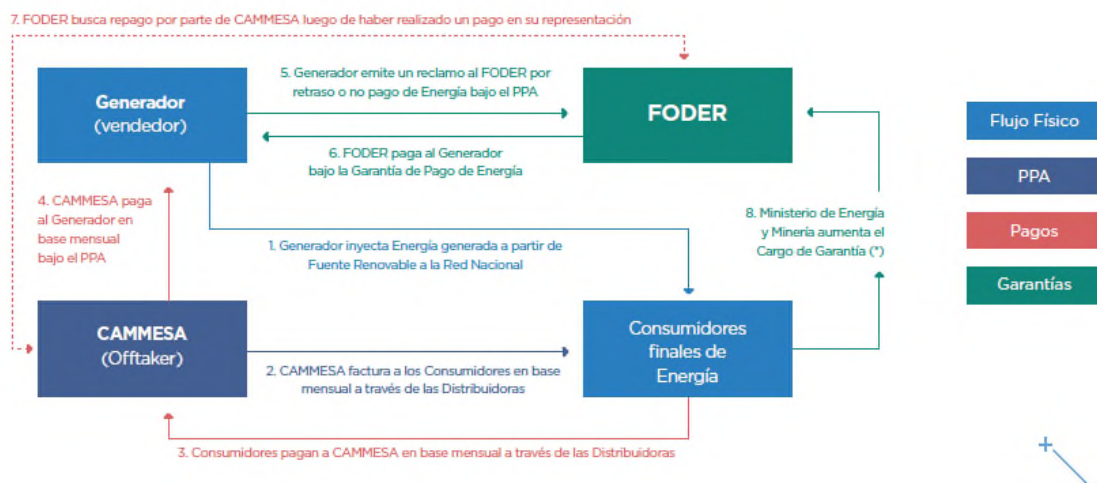 7. FODER busca repago por parte de CAMMESA luego de haber realizado un pago en su representación
Generador
(vendedor)
5. Generador emite un reclamo al FODER por
retraso o no pago de Energía bajo el PPA
FODER
6. FODER paga al Generador
bajo la Garantía de Pago de Energía
Flujo Físico
PPA
Pagos
Garantías
4. CAMMESA paga
al Generador en
base mensual
bajo el PPA
1. Generador inyecta Energía generada a partir de
Fuente Renovable a la Red Nacional
8. Ministerio de Energía
y Minería aumenta el
Cargo de Garantía (*)
CAMMESA
(Offtaker)
2. CAMMESA factura a los Consumidores en base
mensual a través de las Distribuidoras
Consumidores
finales de
Energía
3. Consumidores pagan a CAMMESA en base mensual a través de las Distribuidoras